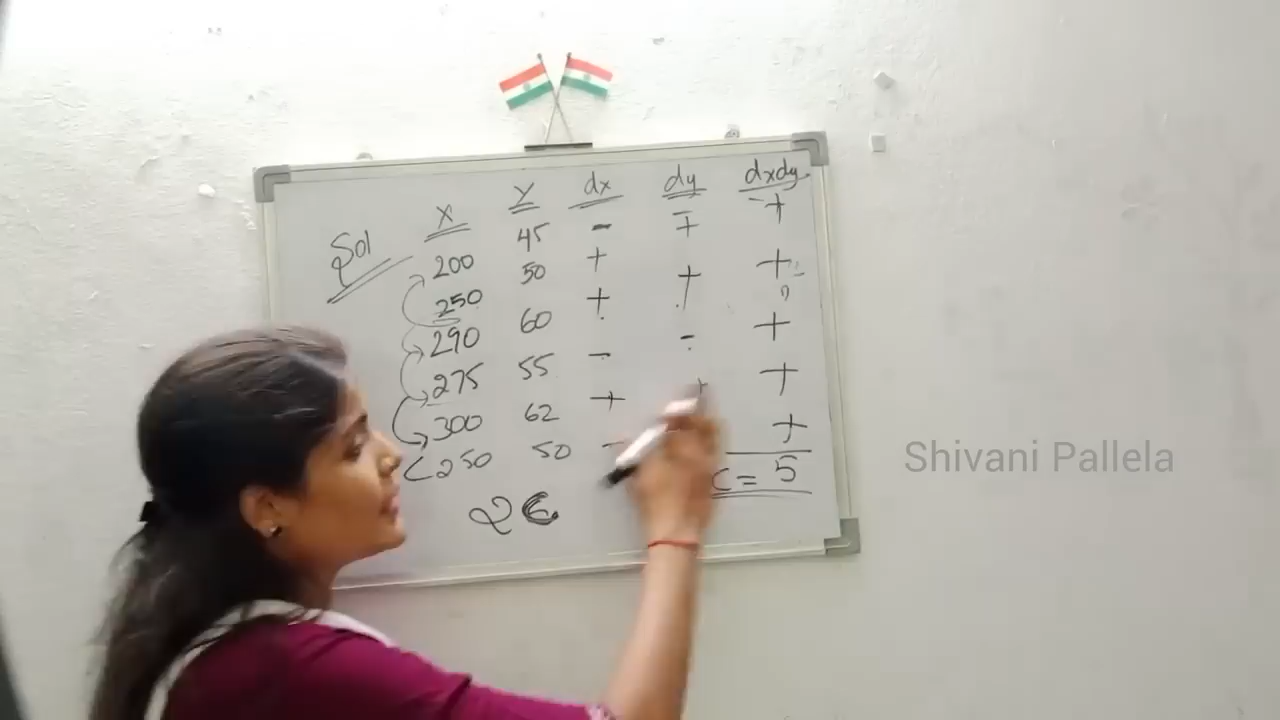 Sol
X Y dx dy dxdy
200 45 - + - +
250 50 + + +
290 60 + - +
275 55 - +
300 62 + +
250 50 -
C = 5
2C
Shivani Pallela